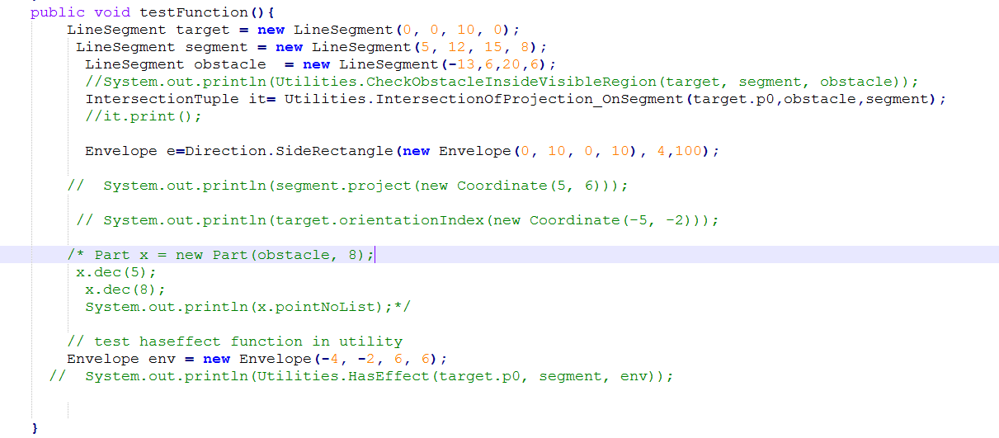 public void testFunction(){
LineSegment target = new LineSegment(0, 0, 10, 0);
LineSegment segment = new LineSegment(5, 12, 15, 8);
LineSegment obstacle  = new LineSegment(-13,6,20,6);
//System.out.println(Utilities.CheckObstacleInsideVisibleRegion(target, segment, obstacle));
IntersectionTuple it= Utilities.IntersectionOfProjection_OnSegment(target.p0,obstacle,segment);
//it.print();
Envelope e=Direction.SideRectangle(new Envelope(0, 10, 0, 10), 4,100);
//  System.out.println(segment.project(new Coordinate(5, 6)));
// System.out.println(target.orientationIndex(new Coordinate(-5, -2)));
/* Part x = new Part(obstacle, 8);
x.dec(5);
x.dec(8);
System.out.println(x.pointNoList);*/
// test haseffect function in utility
Envelope env = new Envelope(-4, -2, 6, 6);
//  System.out.println(Utilities.HasEffect(target.p0, segment, env));
}